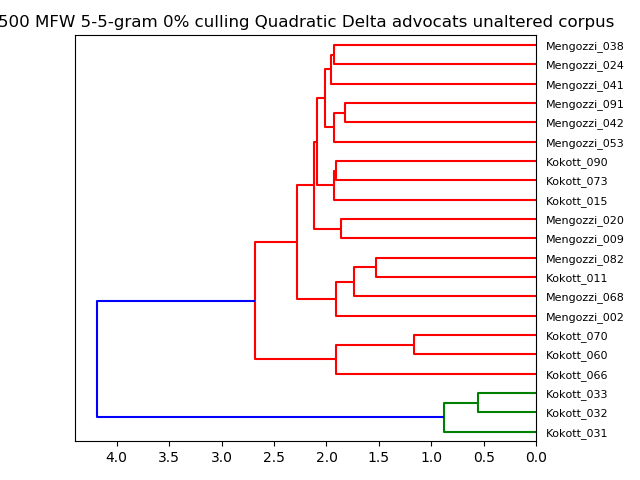 500 MFW 5-5-gram 0% culling Quadratic Delta advocats unaltered corpus
Mengozzi_038
Mengozzi_024
Mengozzi_041
Mengozzi_091
Mengozzi_042
Mengozzi_053
Kokott_090
Kokott_073
Kokott_015
Mengozzi_020
Mengozzi_009
Mengozzi_082
Kokott_011
Mengozzi_068
Mengozzi_002
Kokott_070
Kokott_060
Kokott_066
Kokott_033
Kokott_032
Kokott_031
4.0 3.5 3.0 2.5 2.0 1.5 1.0 0.5 0.0